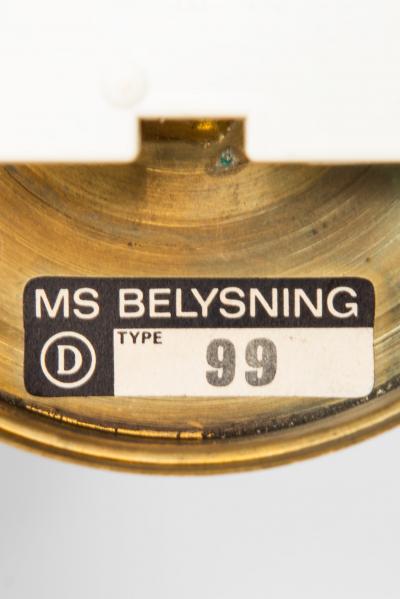 MS BELYSNING
D
TYPE
99